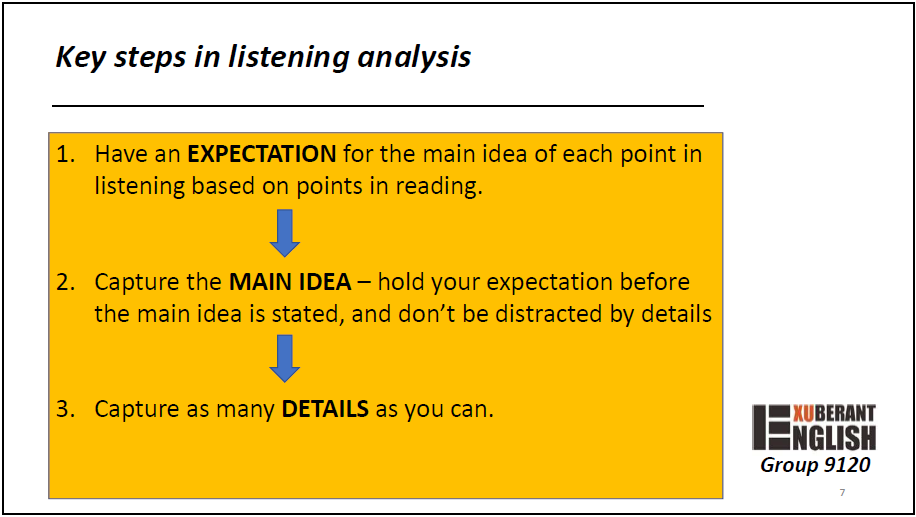 Key steps in listening analysis
1. Have an EXPECTATION for the main idea of each point in
listening based on points in reading.
2. Capture the MAIN IDEA – hold your expectation before
the main idea is stated, and don’t be distracted by details
3. Capture as many DETAILS as you can.
EXUBERANT
ENGLISH
Group 9120
7